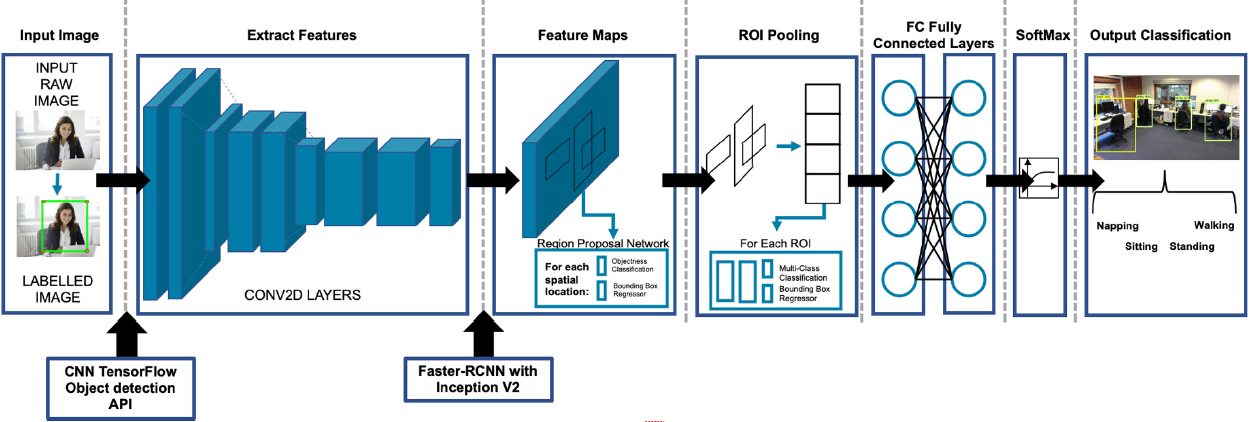 Input Image
Extract Features
Feature Maps
ROI Pooling
FC Fully
Connected Layers
SoftMax
Output Classification
INPUT
RAW
IMAGE
LABELLED
IMAGE
CONV2D LAYERS
Region Proposal Network
For each
spatial
location:
Objectness
Classification
Bounding Box
Regressor
For Each ROI
Multi-Class
Classification
Bounding Box
Regressor
Napping
Walking
Sitting
Standing
CNN TensorFlow
Object detection
API
Faster-RCNN with
Inception V2